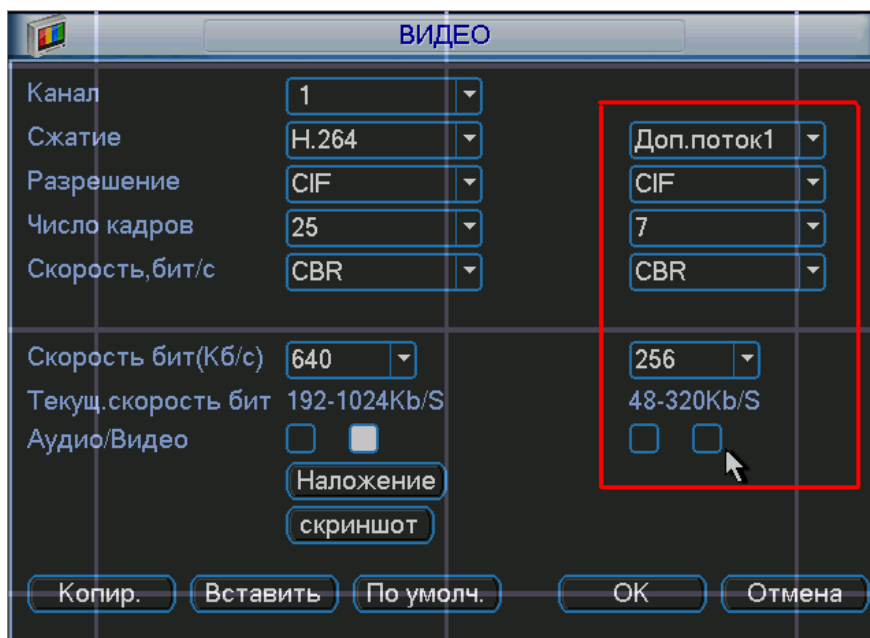 ВИДЕО
Канал 1
Сжатие H.264 Доп.поток1
Разрешение CIF CIF
Число кадров 25 7
Скорость,бит/с CBR CBR
Скорость бит(Кб/с) 640 256
Текущ.скорость бит 192-1024Kb/S 48-320Kb/S
Аудио/Видео
Наложение
скриншот
Копир. Вставить По умолч. OK Отмена